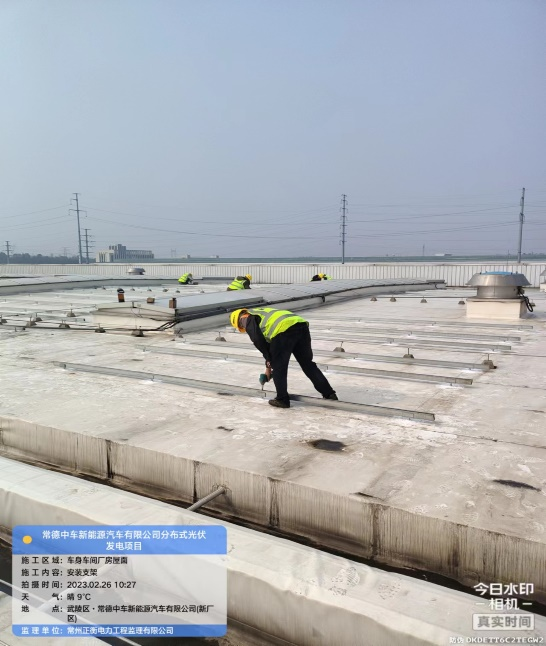 常德中车新能源汽车有限公司分布式光伏
发电项目
施工区域：车身车间厂房屋面
施工内容：安装支架
拍摄时间：2023.02.26 10:27
天 气：晴 9℃
地 点：武陵区·常德中车新能源汽车有限公司(新厂
区)
监理单位：常州正衡电力工程监理有限公司
今日水印
相机
真实时间
防伪 DKDETT6C2TEGW2